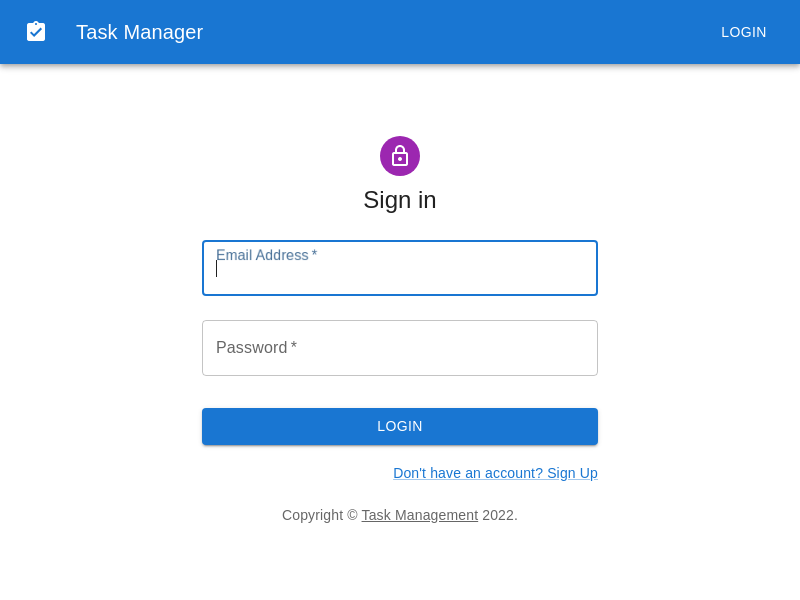 Task Manager
LOGIN
Sign in
Email Address *
Password *
LOGIN
Don't have an account? Sign Up
Copyright © Task Management 2022.